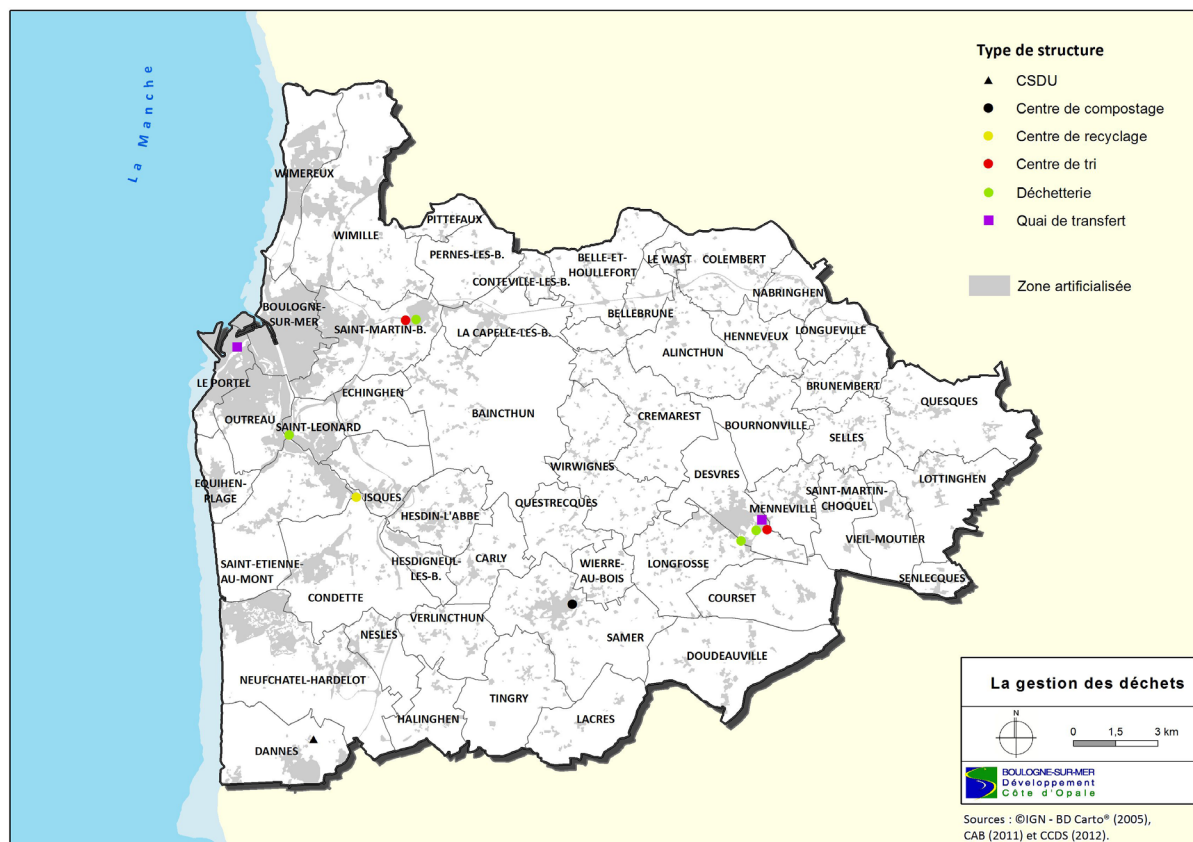 La Manche
Type de structure
CSDU
Centre de compostage
Centre de recyclage
Centre de tri
Déchetterie
Quai de transfert
Zone artificialisée
WIMEREUX
WIMILLE
PITTEFAUX
PERNES-LES-B.
CONTEVILLE-LES-B.
BELLE-ET-
HOULLEFORT
LE WAST
COLEMBERT
NABRINGHEN
BOULOGNE-
SUR-MER
SAINT-MARTIN-B.
LA CAPELLE-LES-B.
BELLEBRUNE
HENNEVEUX
LONGUEVILLE
ALINCTHUN
LE PORTEL
ECHINGHEN
BRUNEMBERT
QUESQUES
OUTREAU
SAINT-LEONARD
BAINCTHUN
CREMAREST
BOURNONVILLE
SELLES
EQUIHEN-
PLAGE
ISQUES
WIRWIGNES
DESVRES
LOTTINGHEN
HESDIN-L'ABBE
QUESTRECQUES
MENNEVILLE
SAINT-MARTIN-
CHOQUEL
VIEIL-MOUTIER
SAINT-ETIENNE-
AU-MONT
HESDIGNEUL-
LES-B.
CARLY
WIERRE-
AU-BOIS
LONGFOSSE
SENLECQUES
CONDETTE
COURSET
VERLINCTHUN
NESLES
SAMER
DOUDEAUVILLE
NEUFCHATEL-HARDELOT
TINGRY
HALINGHEN
LACRES
DANNES
La gestion des déchets
N
0 1,5 3 km
BOULOGNE-SUR-MER
Développement
Côte d'Opale
Sources : ©IGN - BD Carto® (2005),
CAB (2011) et CCDS (2012).